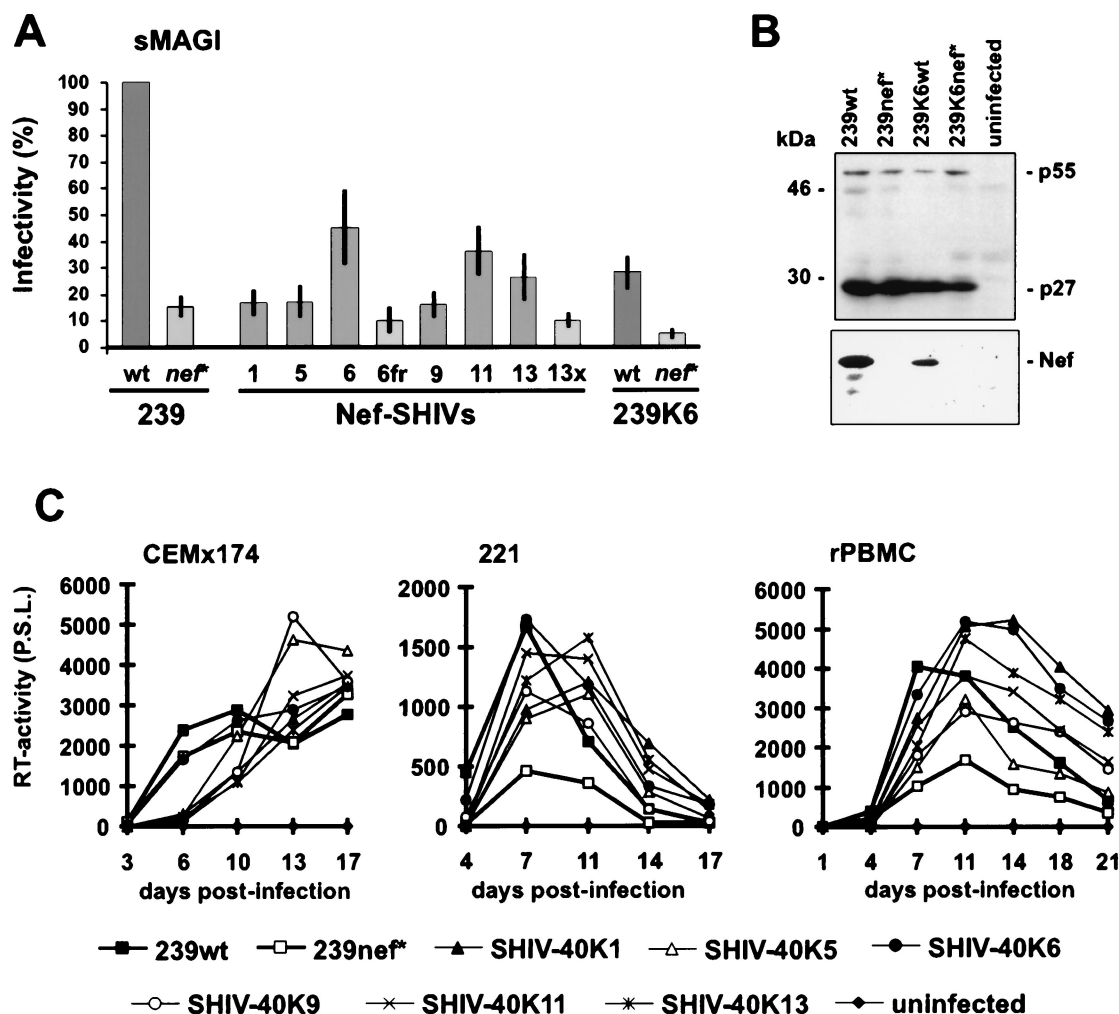 A
sMAGI
Infectivity (%)
100
90
80
70
60
50
40
30
20
10
0
wt nef* 1 5 6 6fr 9 11 13 13x wt nef*
239 Nef-SHIVs 239K6
B
kDa
239wt
239nef*
239K6wt
239K6nef*
uninfected
46 -
30 -
- p55
- p27
- Nef
C
CEMx174
RT-activity (P.S.L.)
6000
5000
4000
3000
2000
1000
0
3 6 10 13 17
days post-infection
221
2000
1500
1000
500
0
4 7 11 14 17
days post-infection
rPBMC
6000
5000
4000
3000
2000
1000
0
1 4 7 11 14 18 21
days post-infection
239wt 239nef* SHIV-40K1 SHIV-40K5 SHIV-40K6
SHIV-40K9 SHIV-40K11 SHIV-40K13 uninfected